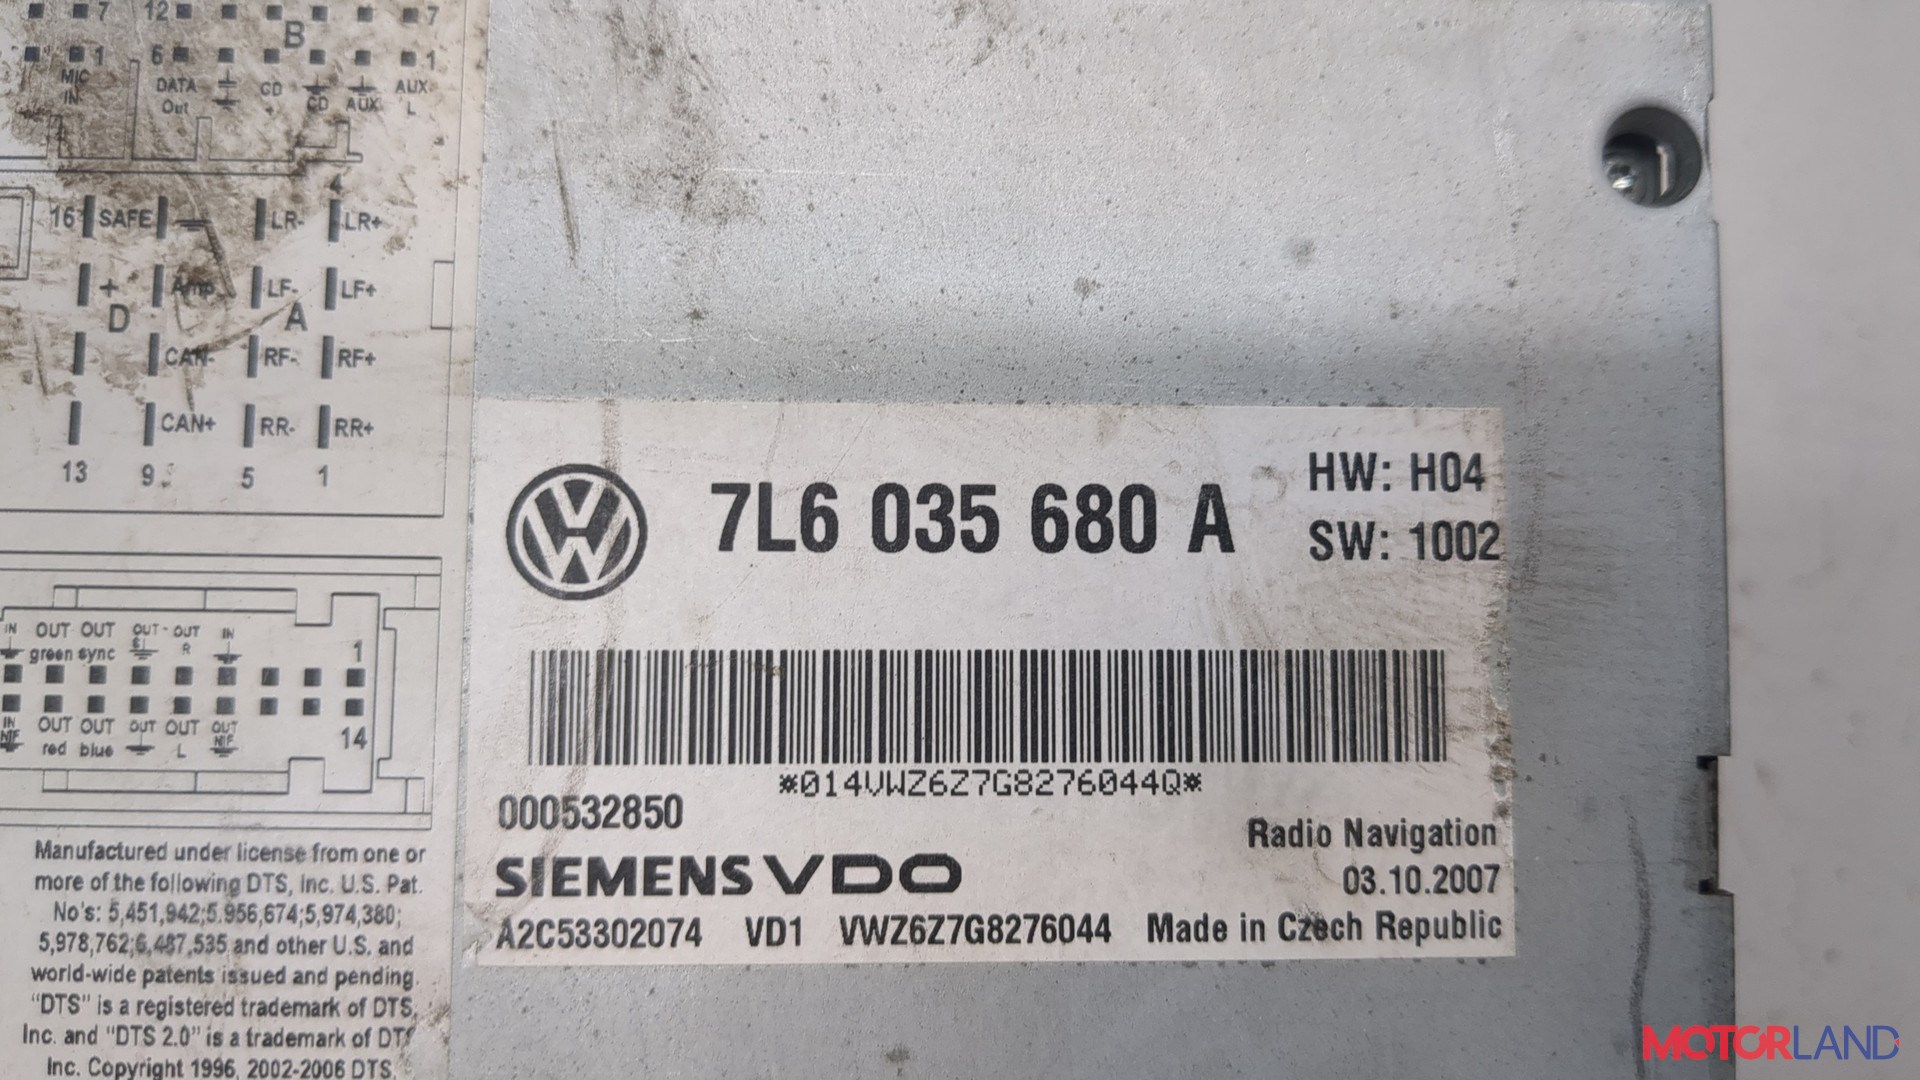 7 12 7
B
1 6 1
MIC DATA CD CD AUX AUX
IN Out L
4
16 SAFE LR- LR+
+ Amp LF- LF+
D A
CAN- RF- RF+
CAN+ RR- RR+
13 9 5 1
IN OUT OUT OUT OUT IN
green sync R 1
IN OUT OUT OUT OUT OUT
red blue L 14
Manufactured under license from one or
more of the following DTS, Inc. U.S. Pat.
No's: 5,451,942;5.956,674;5,974,380;
5,978,762;6,487,535 and other U.S. and
world-wide patents issued and pending.
"DTS" is a registered trademark of DTS,
Inc. and "DTS 2.0" is a trademark of DTS
Inc. Copyright 1996, 2002-2006 DTS,
7L6 035 680 A
HW: H04
SW: 1002
*014VWZ6Z7G8276044Q*
000532850
Radio Navigation
SIEMENS VDO
03.10.2007
A2C53302074 VD1 VWZ6Z7G8276044 Made in Czech Republic
MOTORLAND